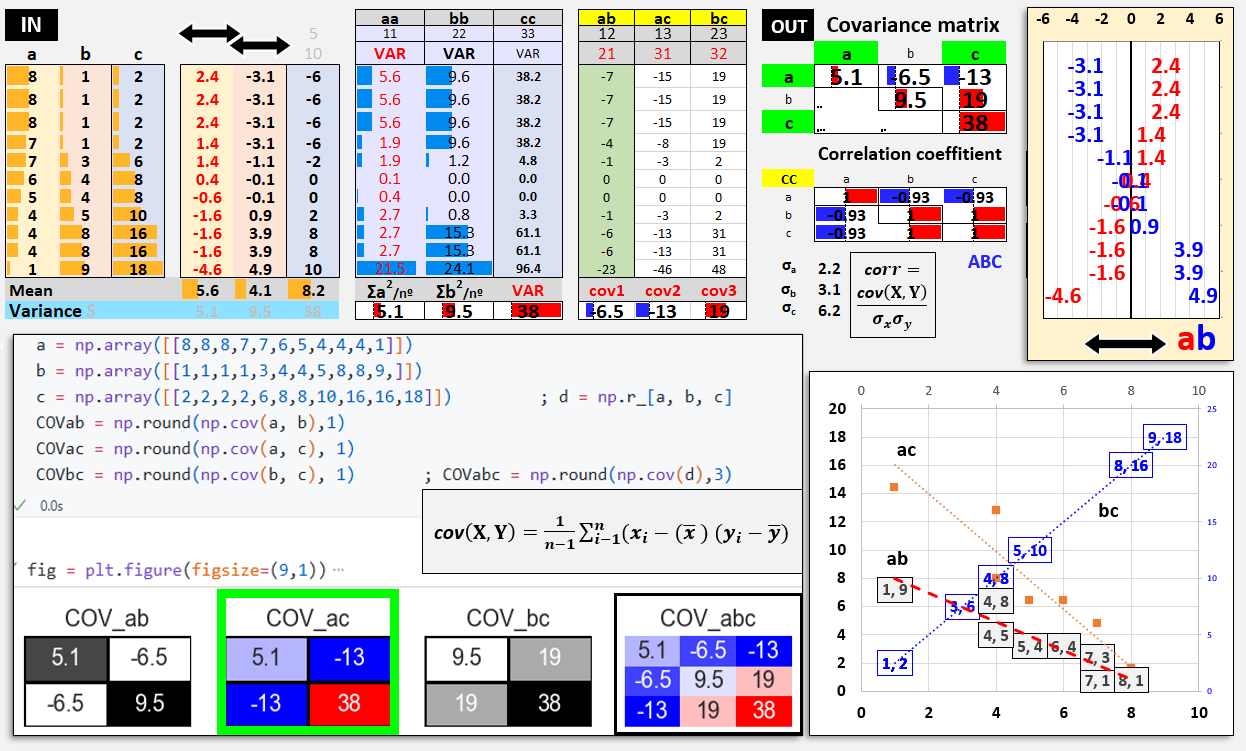 IN
5
10
a b c
8 1 2 2.4 -3.1 -6
8 1 2 2.4 -3.1 -6
8 1 2 2.4 -3.1 -6
7 1 2 1.4 -3.1 -6
7 3 6 1.4 -1.1 -2
6 4 8 0.4 -0.1 0
5 4 8 -0.6 -0.1 0
4 5 10 -1.6 0.9 2
4 8 16 -1.6 3.9 8
4 8 16 -1.6 3.9 8
1 9 18 -4.6 4.9 10
Mean 5.6 4.1 8.2
Variance S 5.1 9.5 38
aa bb cc
11 22 33
VAR VAR VAR
5.6 9.6 38.2
5.6 9.6 38.2
5.6 9.6 38.2
1.9 9.6 38.2
1.9 1.2 4.8
0.1 0.0 0.0
0.4 0.0 0.0
2.7 0.8 3.3
2.7 15.3 61.1
2.7 15.3 61.1
21.5 24.1 96.4
Σa²/nº Σb²/nº VAR
5.1 9.5 38
ab ac bc
12 13 23
21 31 32
-7 -15 19
-7 -15 19
-7 -15 19
-4 -8 19
-1 -3 2
0 0 0
0 0 0
-1 -3 2
-6 -13 31
-6 -13 31
-23 -46 48
cov1 cov2 cov3
-6.5 -13 19
OUT Covariance matrix
a b c
a 5.1 -6.5 -13
b .. 9.5 19
c ... .. 38
Correlation coeffitient
CC a b c
a 1 -0.93 -0.93
b -0.93 1 1
c -0.93 1 1
ABC
σa 2.2
σb 3.1
σc 6.2
corr =
cov(X, Y)
σxσy
-6 -4 -2 0 2 4 6
-3.1 2.4
-3.1 2.4
-3.1 2.4
-3.1 1.4
-1.1 1.4
-0.1 0.4
-0.6 -0.1
-1.6 0.9
-1.6 3.9
-1.6 3.9
-4.6 4.9
ab
a = np.array([[8,8,8,7,7,6,5,4,4,4,1]])
b = np.array([[1,1,1,1,3,4,4,5,8,8,9,]])
c = np.array([[2,2,2,2,6,8,8,10,16,16,18]]) ; d = np.r_[a, b, c]
COVab = np.round(np.cov(a, b),1)
COVac = np.round(np.cov(a, c), 1)
COVbc = np.round(np.cov(b, c), 1) ; COVabc = np.round(np.cov(d),3)
0.0s
cov(X, Y) = 1/n−1 Σⁿi−1(xi − (x̅) (yi − y̅)
fig = plt.figure(figsize=(9,1)) ···
COV_ab
5.1 -6.5
-6.5 9.5
COV_ac
5.1 -13
-13 38
COV_bc
9.5 19
19 38
COV_abc
5.1 -6.5 -13
-6.5 9.5 19
-13 19 38
0 2 4 6 8 10
20 25
18 9, 18
16 ac 8, 16 20
14
12 bc 15
10 5, 10
8 ab 4, 8 10
1, 9
6 3, 6 4, 8
4 4, 5 5, 4 6, 4 5
7, 3
2 1, 2 7, 1 8, 1
0 0
0 2 4 6 8 10